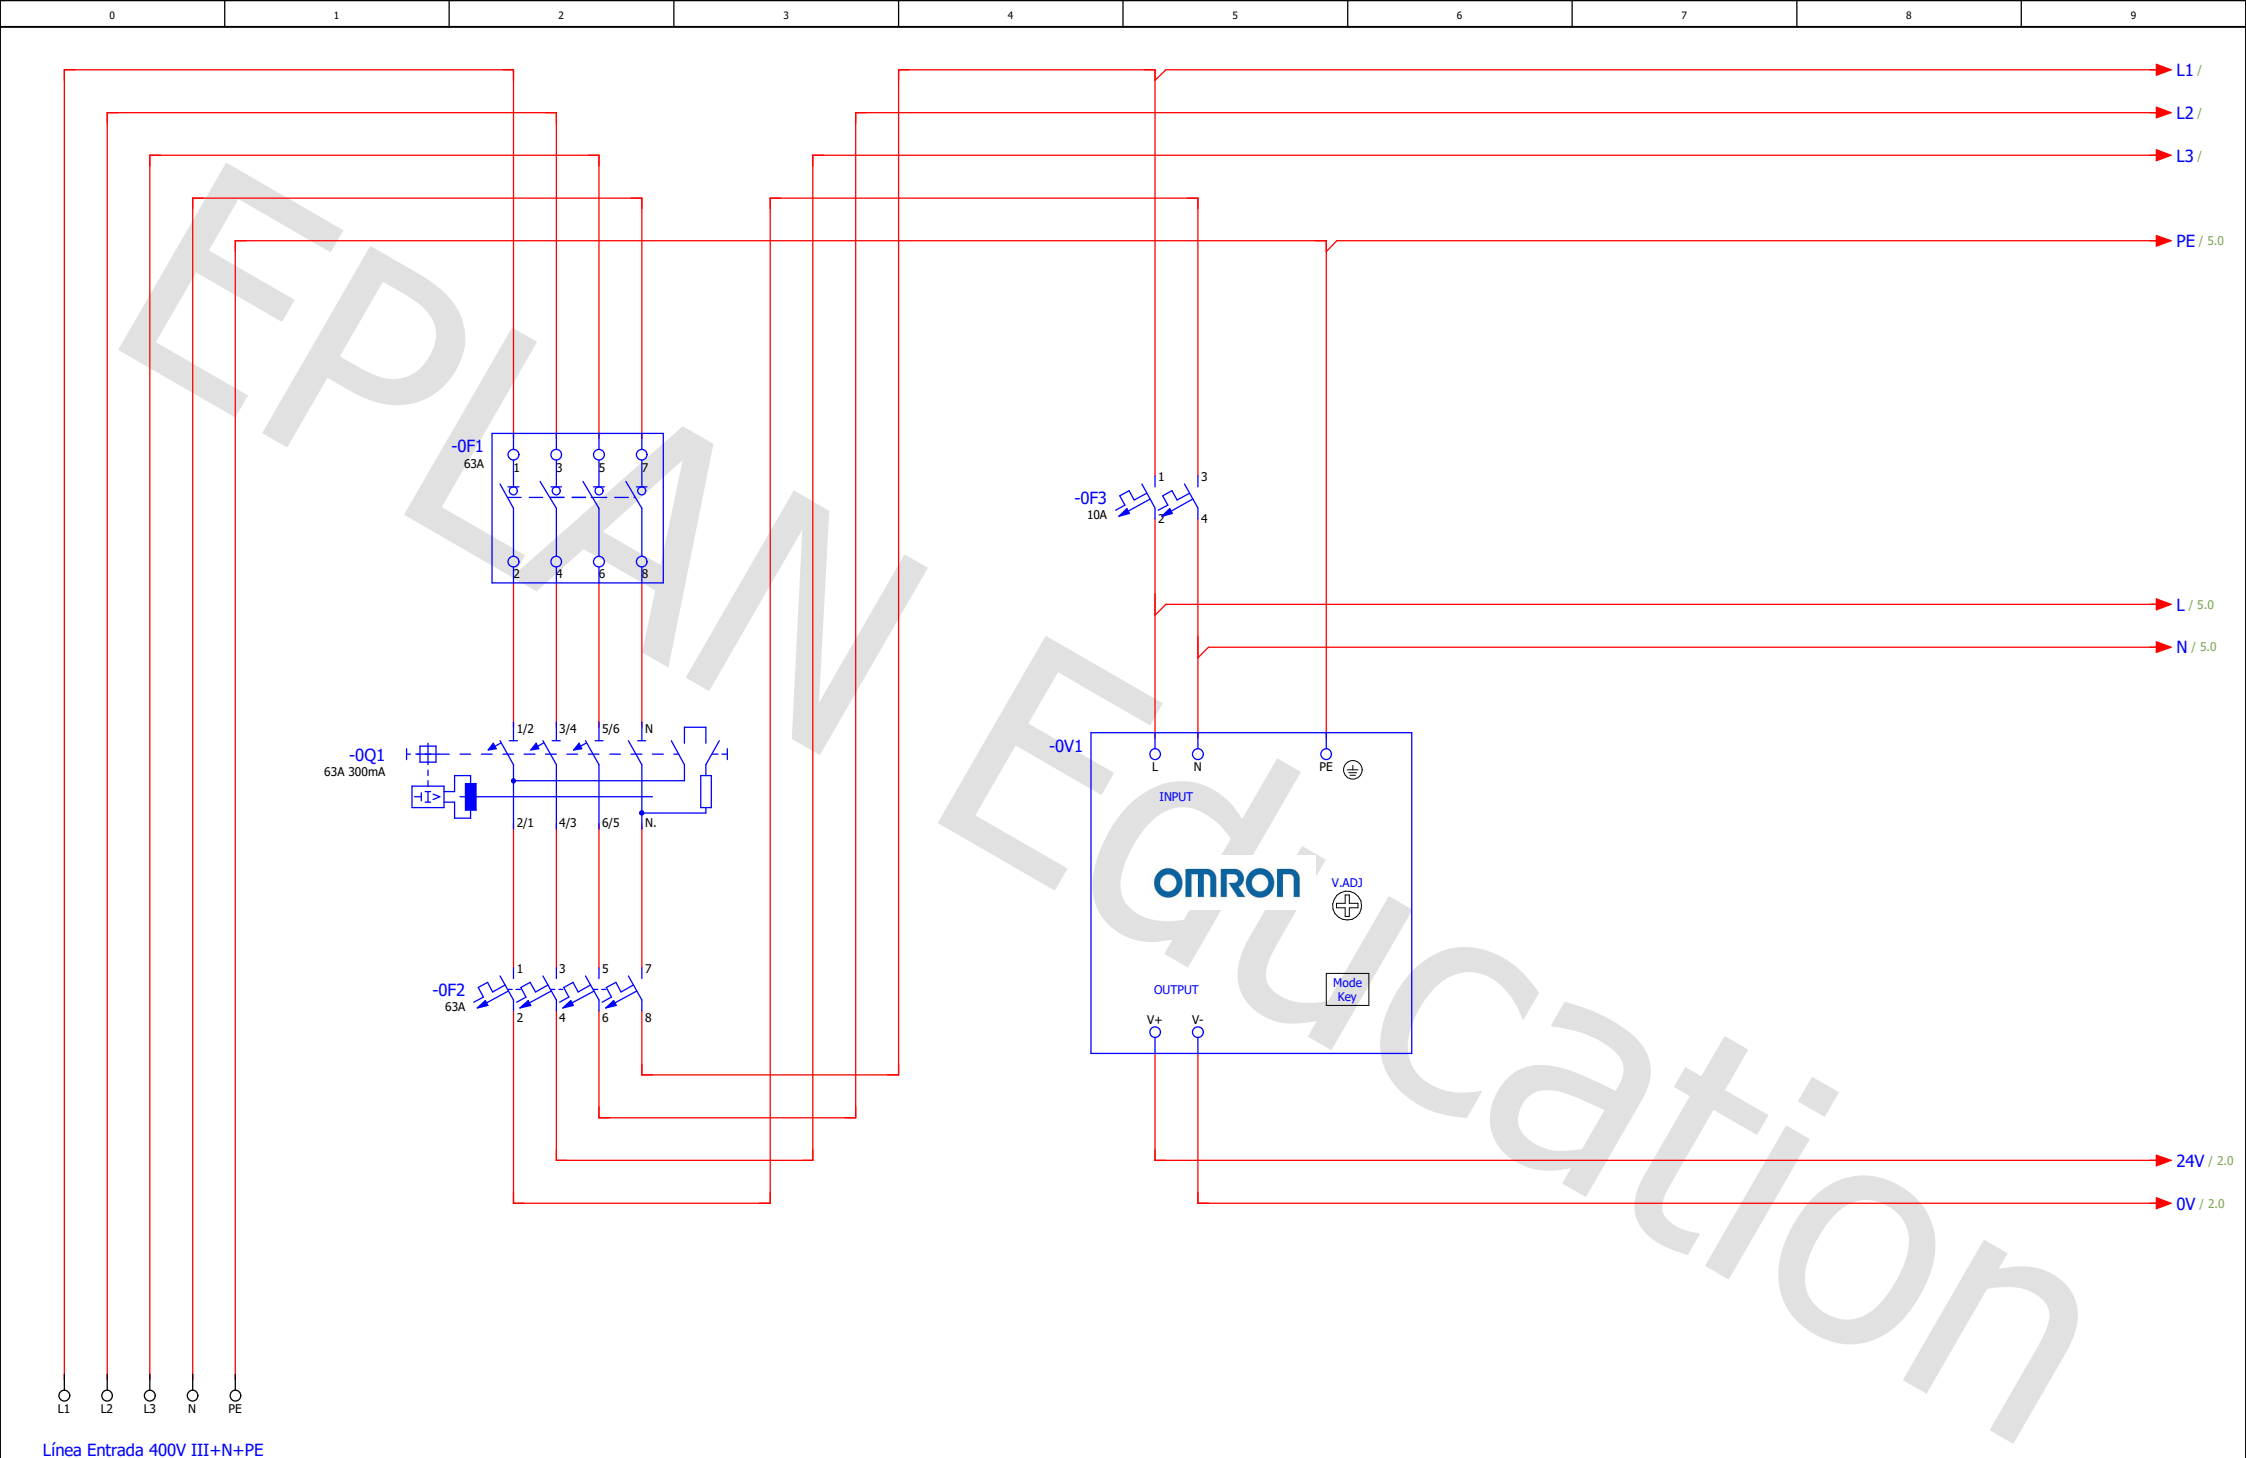 0 1 2 3 4 5 6 7 8 9
L1 /
L2 /
L3 /
PE / 5.0
-0F1
63A
1 3 5 7
2 4 6 8
-0F3
10A
1 3
2 4
L / 5.0
N / 5.0
-0Q1
63A 300mA
1/2 3/4 5/6 N
I>
2/1 4/3 6/5 N.
-0V1
L N PE
INPUT
OMRON
V.ADJ
Mode
Key
OUTPUT
V+ V-
-0F2
63A
1 3 5 7
2 4 6 8
24V / 2.0
0V / 2.0
L1 L2 L3 N PE
Línea Entrada 400V III+N+PE
EPLAN Education